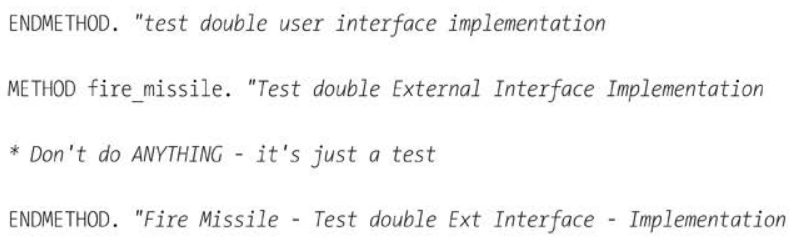 ENDMETHOD. "test double user interface implementation
METHOD fire_missile. "Test double External Interface Implementation
* Don't do ANYTHING - it's just a test
ENDMETHOD. "Fire Missile - Test double Ext Interface - Implementation